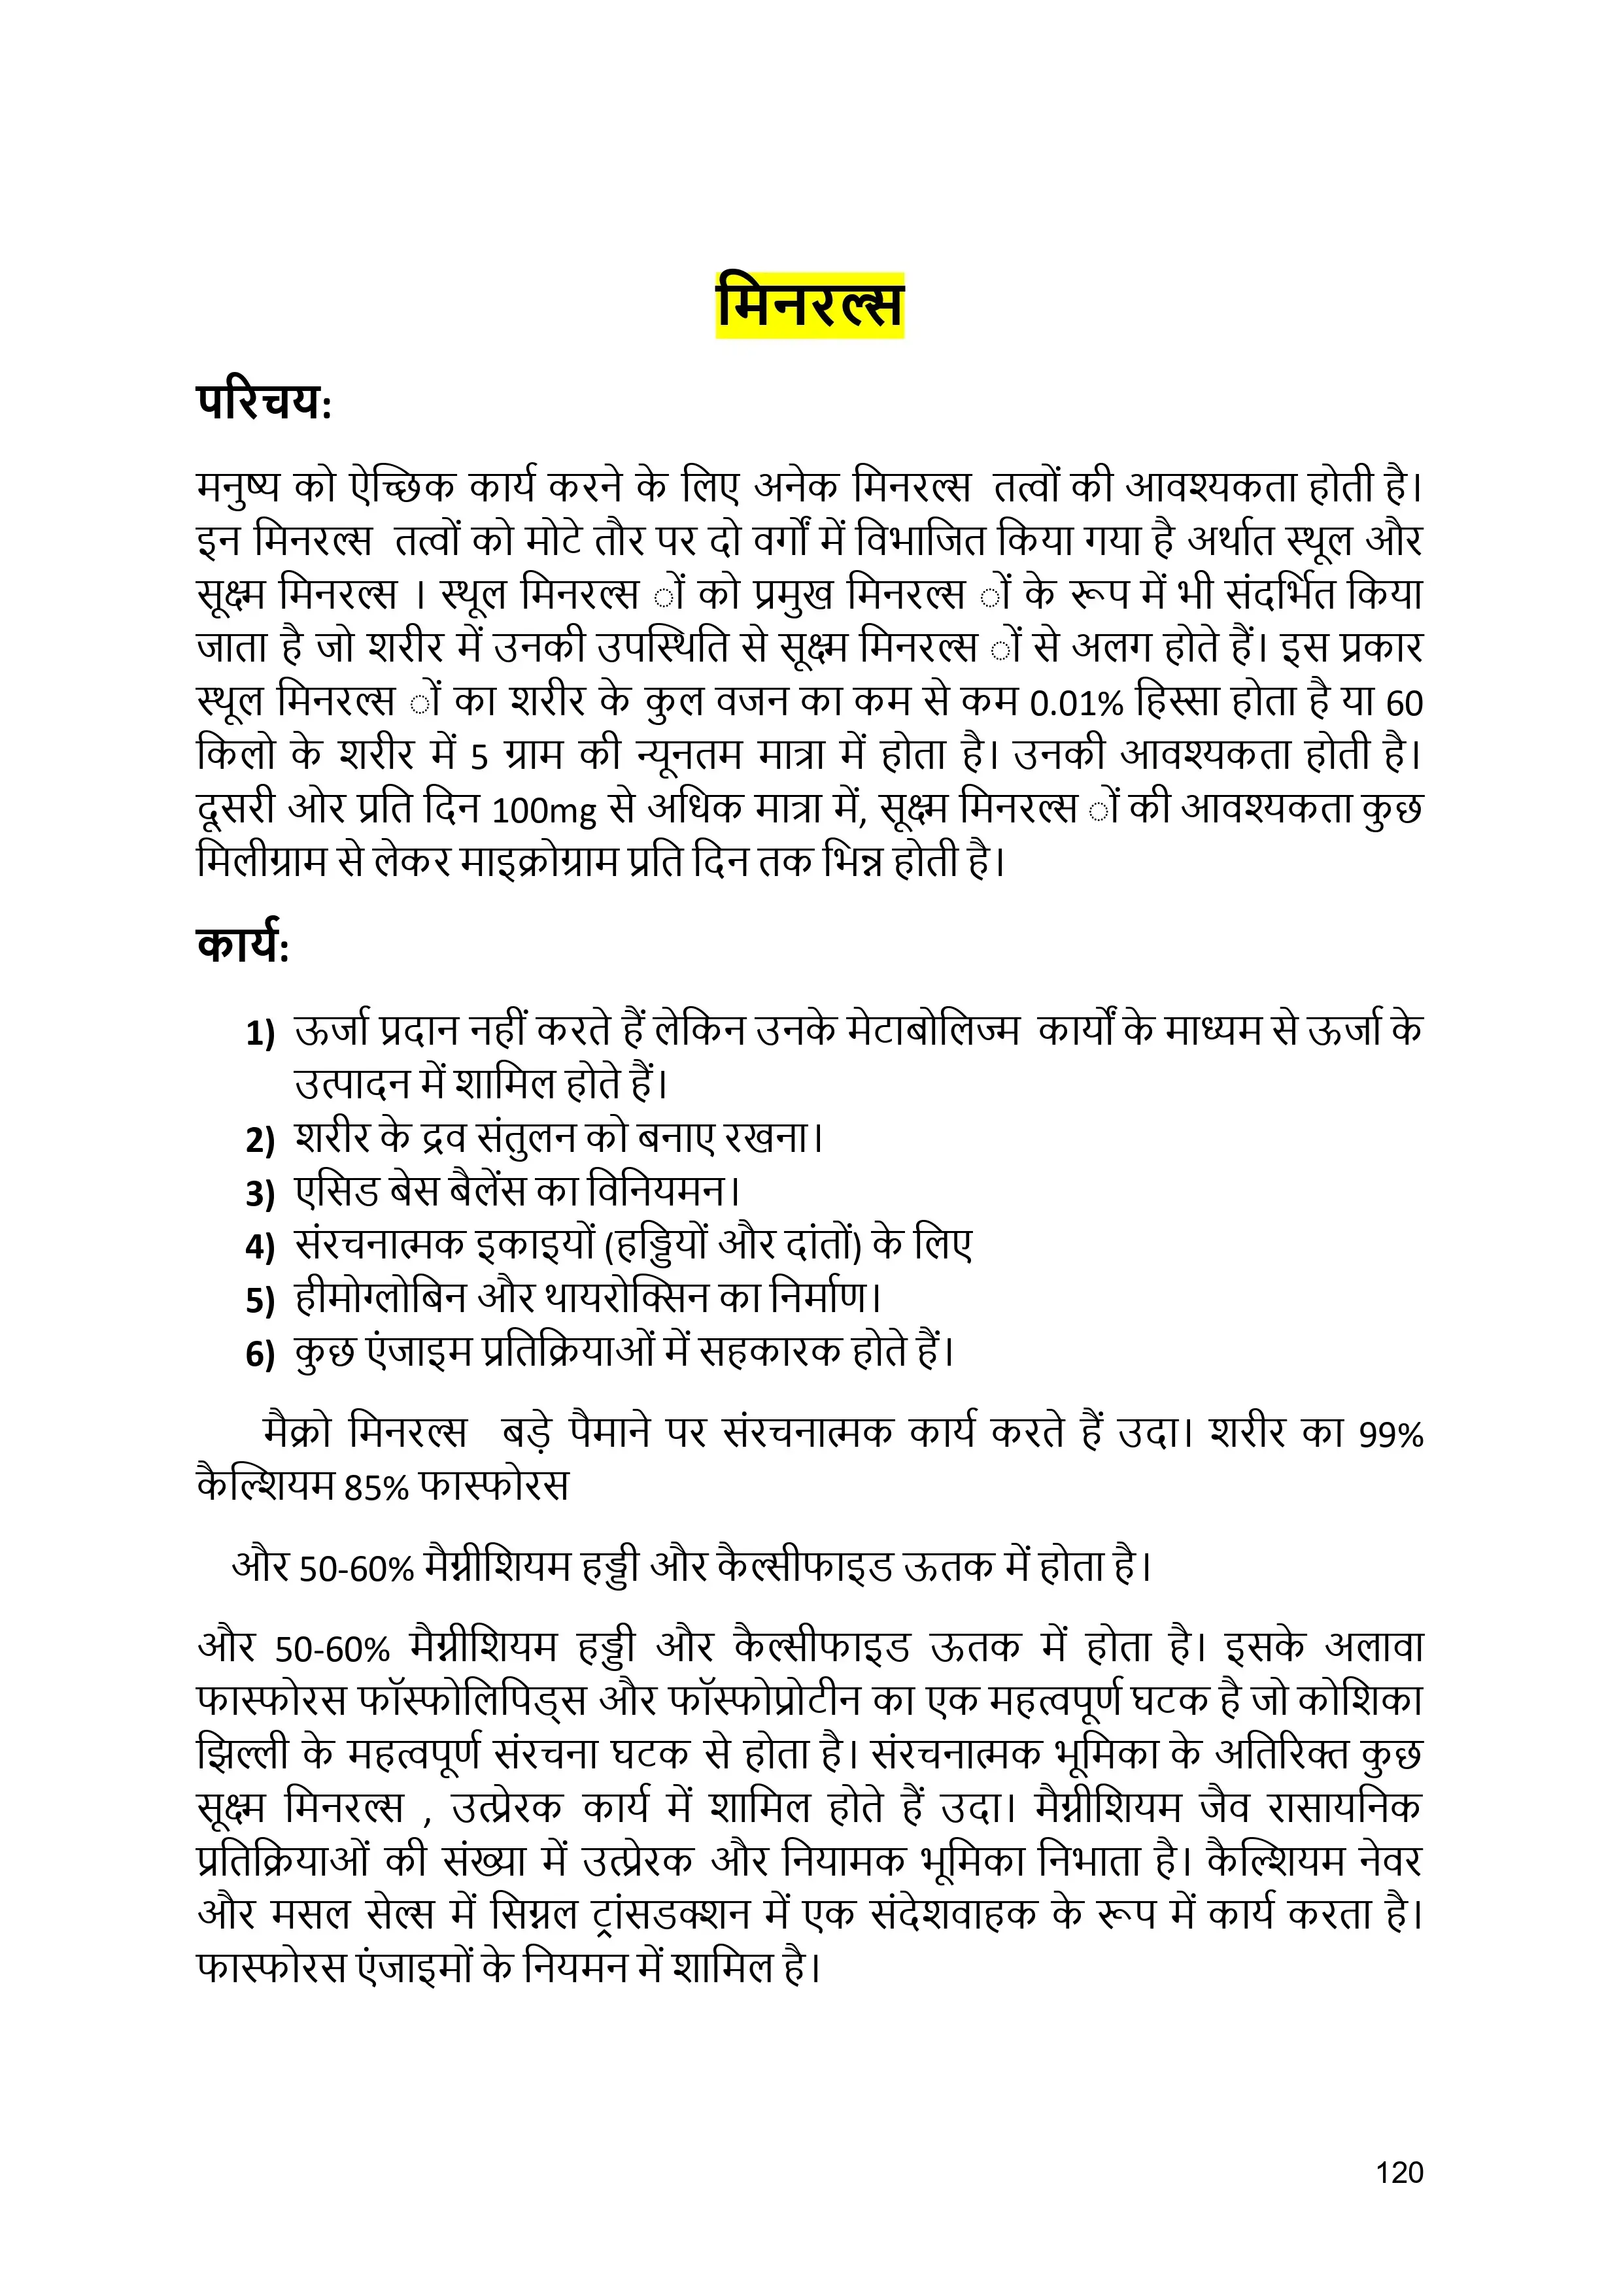 मिनरल्स
परिचय:
मनुष्य को ऐच्छिक कार्य करने के लिए अनेक मिनरल्स तत्वों की आवश्यकता होती है।
इन मिनरल्स तत्वों को मोटे तौर पर दो वर्गों में विभाजित किया गया है अर्थात स्थूल और
सूक्ष्म मिनरल्स । स्थूल मिनरल्स ों को प्रमुख मिनरल्स ों के रूप में भी संदर्भित किया
जाता है जो शरीर में उनकी उपस्थिति से सूक्ष्म मिनरल्स ों से अलग होते हैं। इस प्रकार
स्थूल मिनरल्स ों का शरीर के कुल वजन का कम से कम 0.01% हिस्सा होता है या 60
किलो के शरीर में 5 ग्राम की न्यूनतम मात्रा में होता है। उनकी आवश्यकता होती है।
दूसरी ओर प्रति दिन 100mg से अधिक मात्रा में, सूक्ष्म मिनरल्स ों की आवश्यकता कुछ
मिलीग्राम से लेकर माइक्रोग्राम प्रति दिन तक भिन्न होती है।
कार्य:
1) ऊर्जा प्रदान नहीं करते हैं लेकिन उनके मेटाबोलिज्म कार्यों के माध्यम से ऊर्जा के
उत्पादन में शामिल होते हैं।
2) शरीर के द्रव संतुलन को बनाए रखना।
3) एसिड बेस बैलेंस का विनियमन।
4) संरचनात्मक इकाइयों (हड्डियों और दांतों) के लिए
5) हीमोग्लोबिन और थायरोक्सिन का निर्माण।
6) कुछ एंजाइम प्रतिक्रियाओं में सहकारक होते हैं।
मैक्रो मिनरल्स बड़े पैमाने पर संरचनात्मक कार्य करते हैं उदा। शरीर का 99%
कैल्शियम 85% फास्फोरस
और 50-60% मैग्नीशियम हड्डी और कैल्सीफाइड ऊतक में होता है।
और 50-60% मैग्नीशियम हड्डी और कैल्सीफाइड ऊतक में होता है। इसके अलावा
फास्फोरस फॉस्फोलिपिड्स और फॉस्फोप्रोटीन का एक महत्वपूर्ण घटक है जो कोशिका
झिल्ली के महत्वपूर्ण संरचना घटक से होता है। संरचनात्मक भूमिका के अतिरिक्त कुछ
सूक्ष्म मिनरल्स , उत्प्रेरक कार्य में शामिल होते हैं उदा। मैग्नीशियम जैव रासायनिक
प्रतिक्रियाओं की संख्या में उत्प्रेरक और नियामक भूमिका निभाता है। कैल्शियम नेवर
और मसल सेल्स में सिग्नल ट्रांसडक्शन में एक संदेशवाहक के रूप में कार्य करता है।
फास्फोरस एंजाइमों के नियमन में शामिल है।
120